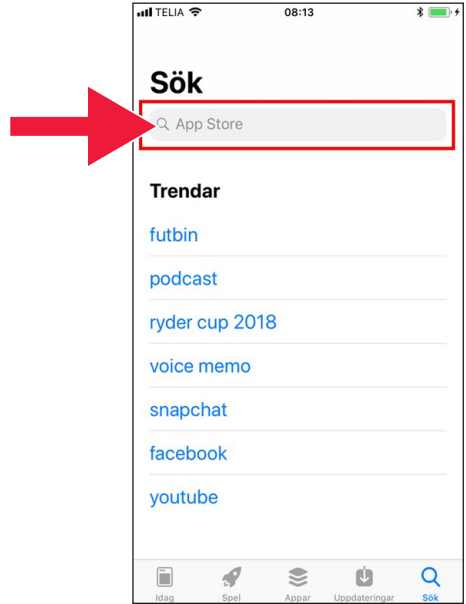 TELIA 08:13
Sök
App Store
Trendar
futbin
podcast
ryder cup 2018
voice memo
snapchat
facebook
youtube
Idag Spel Appar Uppdateringar Sök